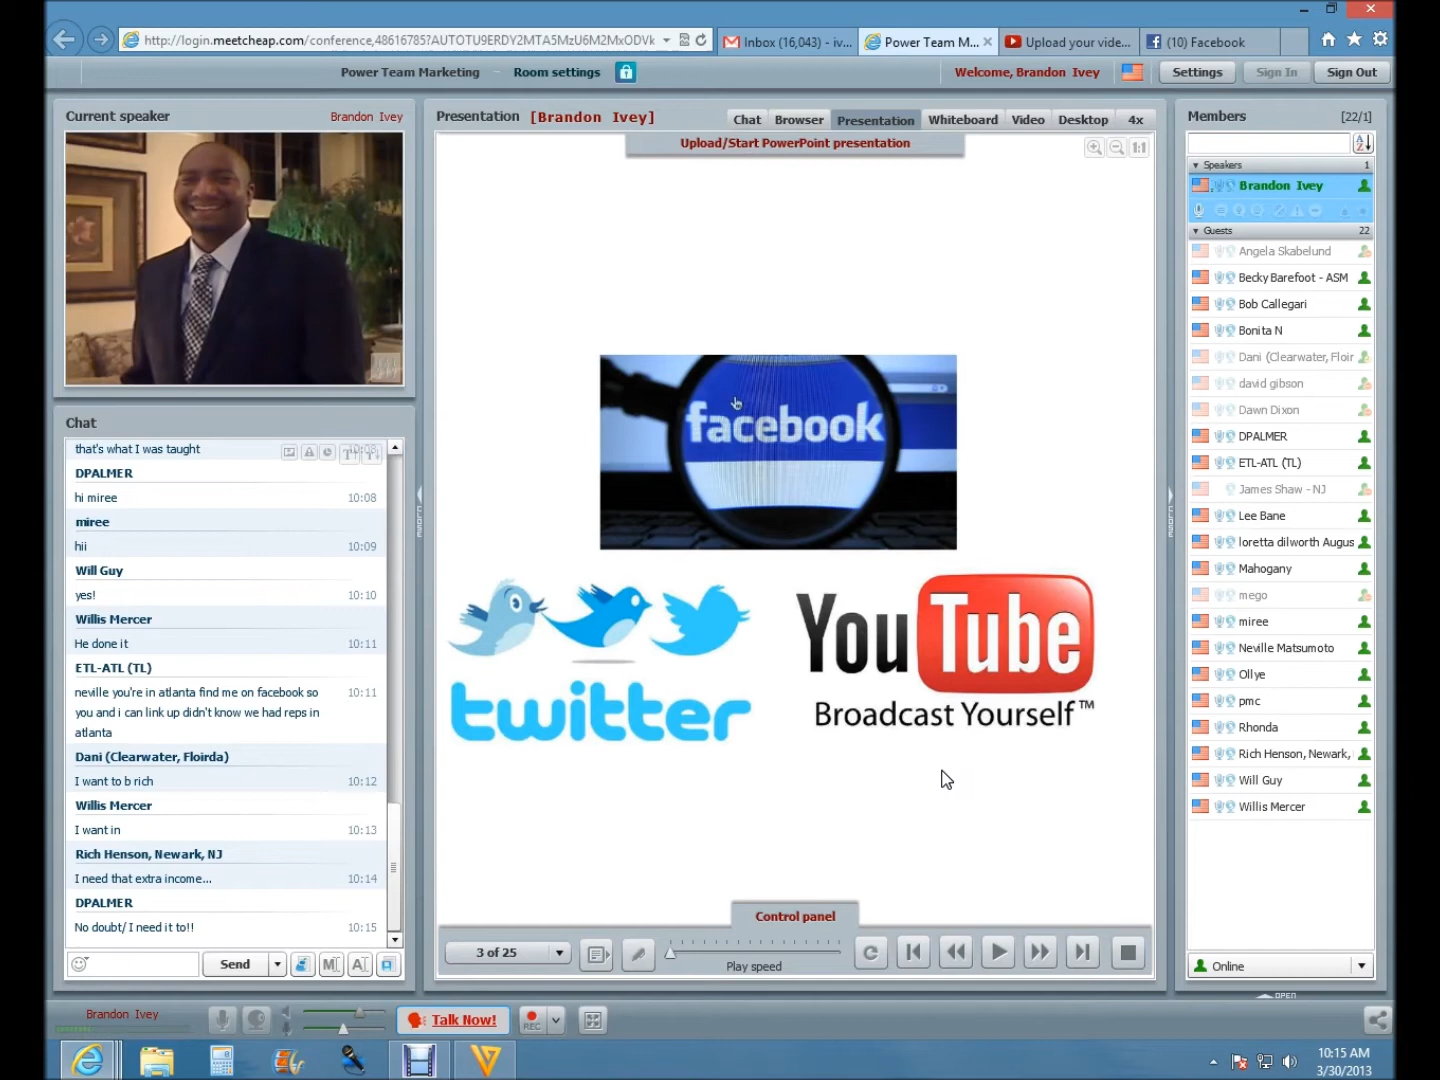 http://login.meetcheap.com/conference,48616785?AUTOTU9ERDY2MTA5MzU6M2MxODVk
Inbox (16,043) - iv...
Power Team M...
Upload your vide...
(10) Facebook
Power Team Marketing
Room settings
Welcome, Brandon Ivey
Settings
Sign In
Sign Out
Current speaker
Brandon Ivey
Presentation [Brandon Ivey]
Chat
Browser
Presentation
Whiteboard
Video
Desktop
4x
Upload/Start PowerPoint presentation
1:1
Members
[22/1]
Speakers 1
Brandon Ivey
Guests 22
Angela Skabelund
Becky Barefoot - ASM
Bob Callegari
Bonita N
Dani (Clearwater, Floir
david gibson
Dawn Dixon
DPALMER
ETL-ATL (TL)
James Shaw - NJ
Lee Bane
loretta dilworth Augus
Mahogany
mego
miree
Neville Matsumoto
Ollye
pmc
Rhonda
Rich Henson, Newark,
Will Guy
Willis Mercer
Online
OPEN
Chat
that's what I was taught 10:08
DPALMER
hi miree 10:08
miree
hii 10:09
Will Guy
yes! 10:10
Willis Mercer
He done it 10:11
ETL-ATL (TL)
neville you're in atlanta find me on facebook so 10:11
you and i can link up didn't know we had reps in
atlanta
Dani (Clearwater, Floirda)
I want to b rich 10:12
Willis Mercer
I want in 10:13
Rich Henson, Newark, NJ
I need that extra income... 10:14
DPALMER
No doubt/ I need it to!! 10:15
Send
facebook
twitter
YouTube
Broadcast Yourself™
Control panel
3 of 25
Play speed
Brandon Ivey
Talk Now!
REC
10:15 AM
3/30/2013